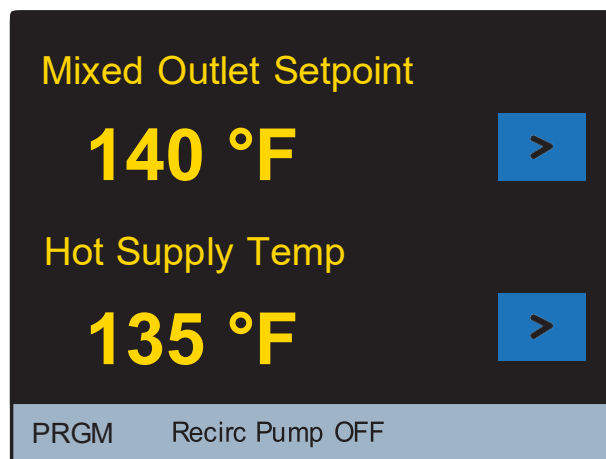 Mixed Outlet Setpoint
140 °F
>
Hot Supply Temp
135 °F
>
PRGM Recirc Pump OFF